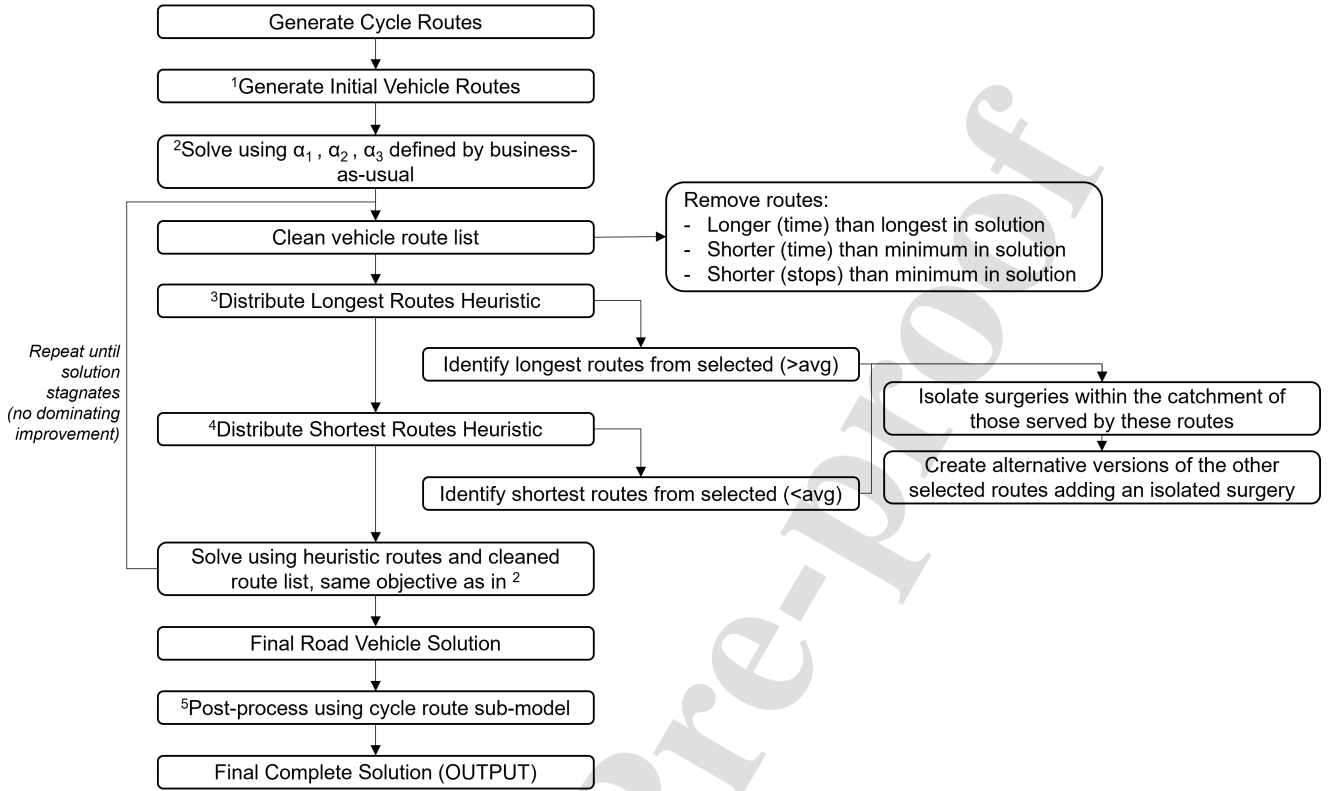 Generate Cycle Routes
¹Generate Initial Vehicle Routes
²Solve using α₁ , α₂ , α₃ defined by business-
as-usual
Clean vehicle route list
Remove routes:
- Longer (time) than longest in solution
- Shorter (time) than minimum in solution
- Shorter (stops) than minimum in solution
³Distribute Longest Routes Heuristic
Identify longest routes from selected (>avg)
Isolate surgeries within the catchment of
those served by these routes
Create alternative versions of the other
selected routes adding an isolated surgery
Repeat until
solution
stagnates
(no dominating
improvement)
⁴Distribute Shortest Routes Heuristic
Identify shortest routes from selected (<avg)
Solve using heuristic routes and cleaned
route list, same objective as in ²
Final Road Vehicle Solution
⁵Post-process using cycle route sub-model
Final Complete Solution (OUTPUT)
Pre-proof